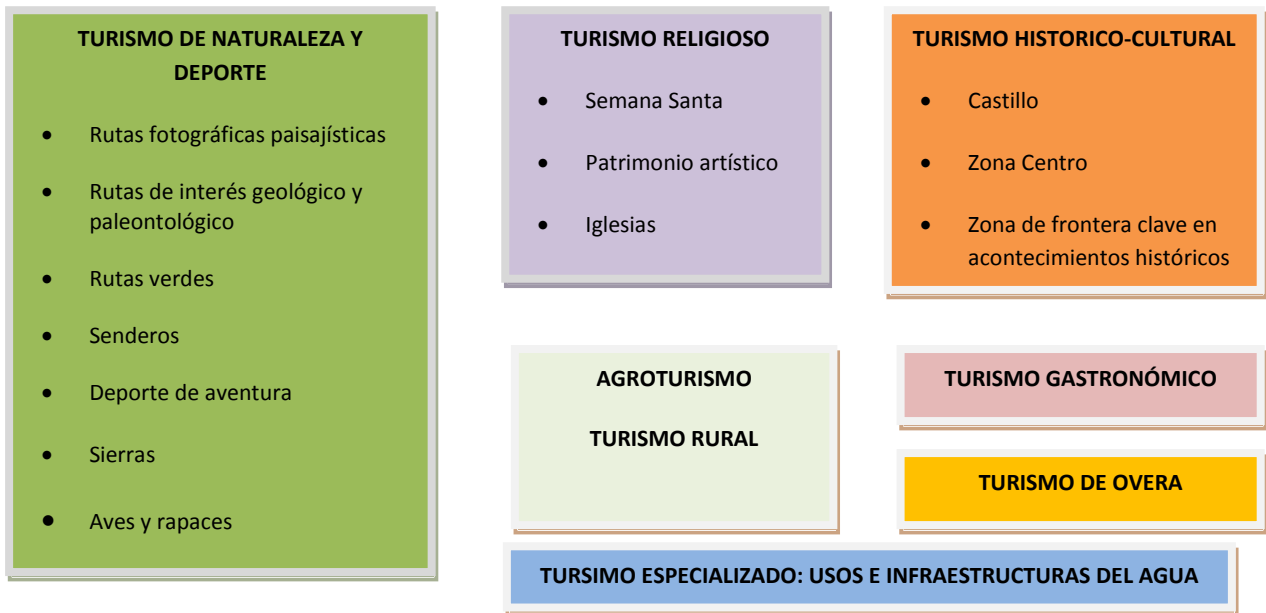 TURISMO DE NATURALEZA Y
DEPORTE
• Rutas fotográficas paisajísticas
• Rutas de interés geológico y
paleontológico
• Rutas verdes
• Senderos
• Deporte de aventura
• Sierras
• Aves y rapaces
TURISMO RELIGIOSO
• Semana Santa
• Patrimonio artístico
• Iglesias
TURISMO HISTORICO-CULTURAL
• Castillo
• Zona Centro
• Zona de frontera clave en
acontecimientos históricos
AGROTURISMO
TURISMO RURAL
TURISMO GASTRONÓMICO
TURISMO DE OVERA
TURSIMO ESPECIALIZADO: USOS E INFRAESTRUCTURAS DEL AGUA